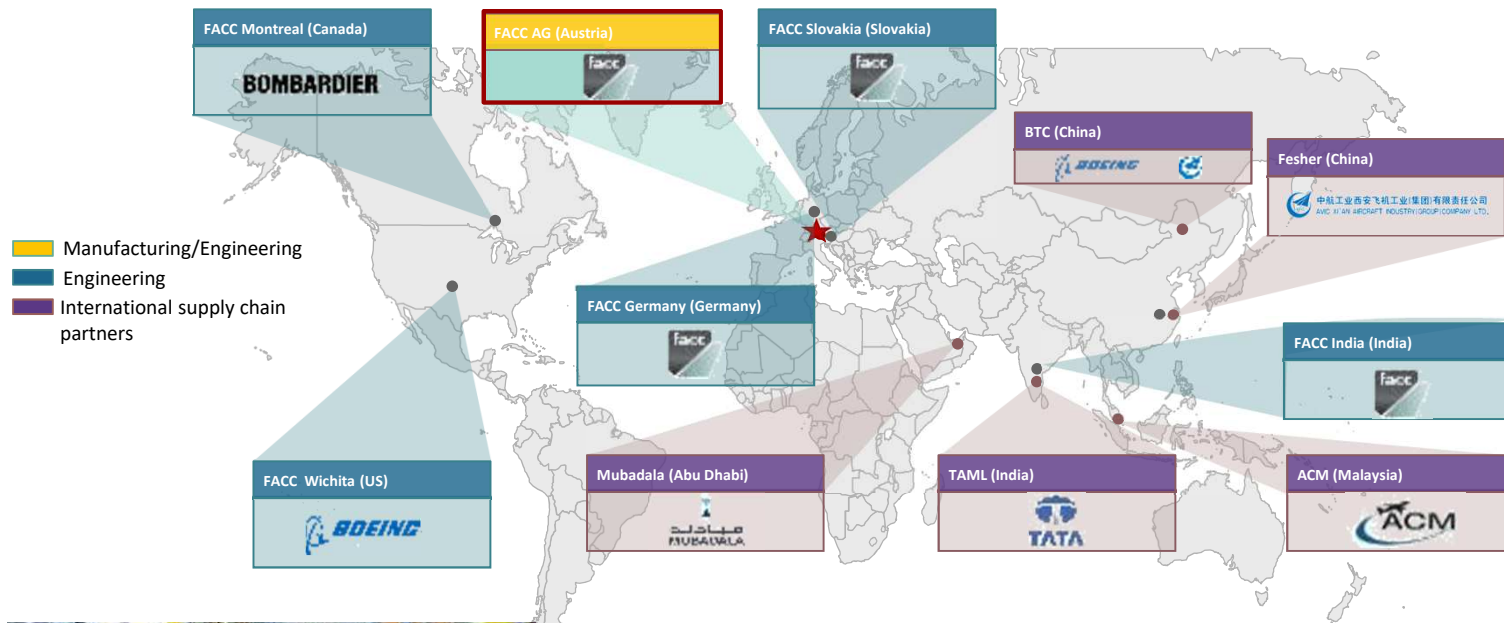 FACC Montreal (Canada)
BOMBARDIER
FACC AG (Austria)
facc
FACC Slovakia (Slovakia)
facc
BTC (China)
BOEING
Fesher (China)
中航工业西安飞机工业(集团)有限责任公司
AVIC XI'AN AIRCRAFT INDUSTRY(GROUP)COMPANY LTD.
Manufacturing/Engineering
Engineering
International supply chain
partners
FACC Germany (Germany)
facc
FACC India (India)
facc
FACC Wichita (US)
BOEING
Mubadala (Abu Dhabi)
مبادلة
MUBADALA
TAML (India)
TATA
ACM (Malaysia)
ACM